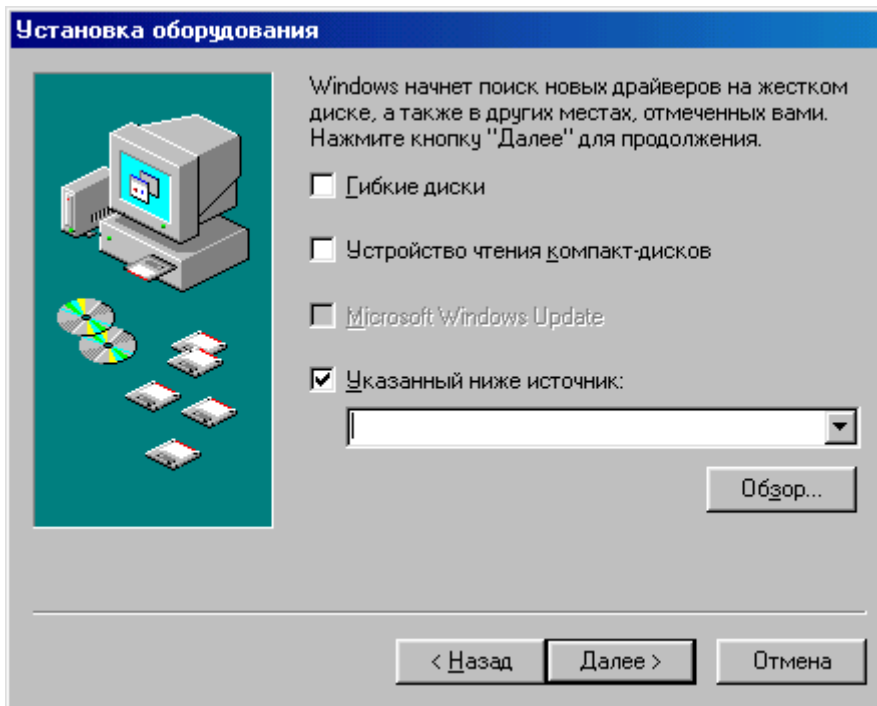 Установка оборудования
Windows начнет поиск новых драйверов на жестком
диске, а также в других местах, отмеченных вами.
Нажмите кнопку "Далее" для продолжения.
Гибкие диски
Устройство чтения компакт-дисков
Microsoft Windows Update
Указанный ниже источник:
Обзор...
< Назад
Далее >
Отмена